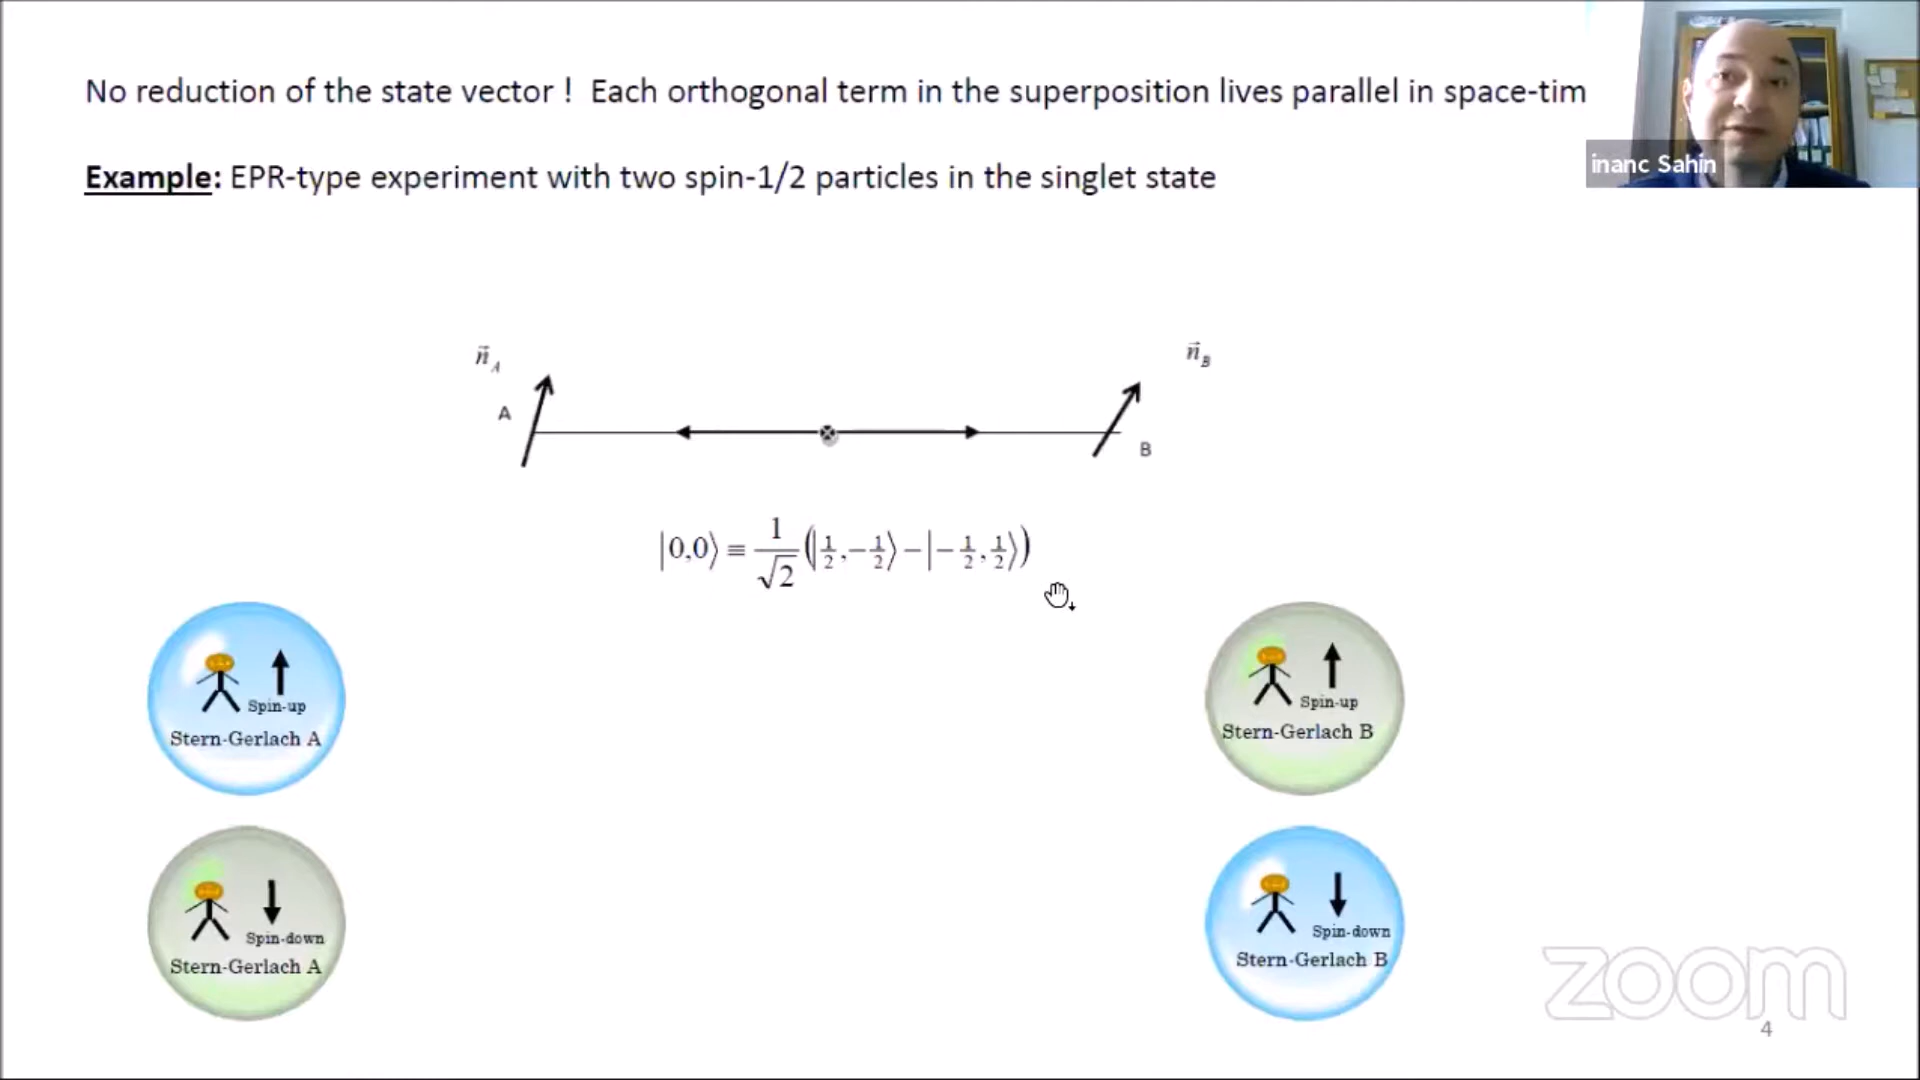 No reduction of the state vector ! Each orthogonal term in the superposition lives parallel in space-tim
inanc Sahin
Example: EPR-type experiment with two spin-1/2 particles in the singlet state
n⃗_A
n⃗_B
A
B
|0,0⟩ ≡ 1/√2 (|1/2,-1/2⟩ - |-1/2,1/2⟩)
Spin-up
Stern-Gerlach A
Spin-up
Stern-Gerlach B
Spin-down
Stern-Gerlach A
Spin-down
Stern-Gerlach B
zoom
4